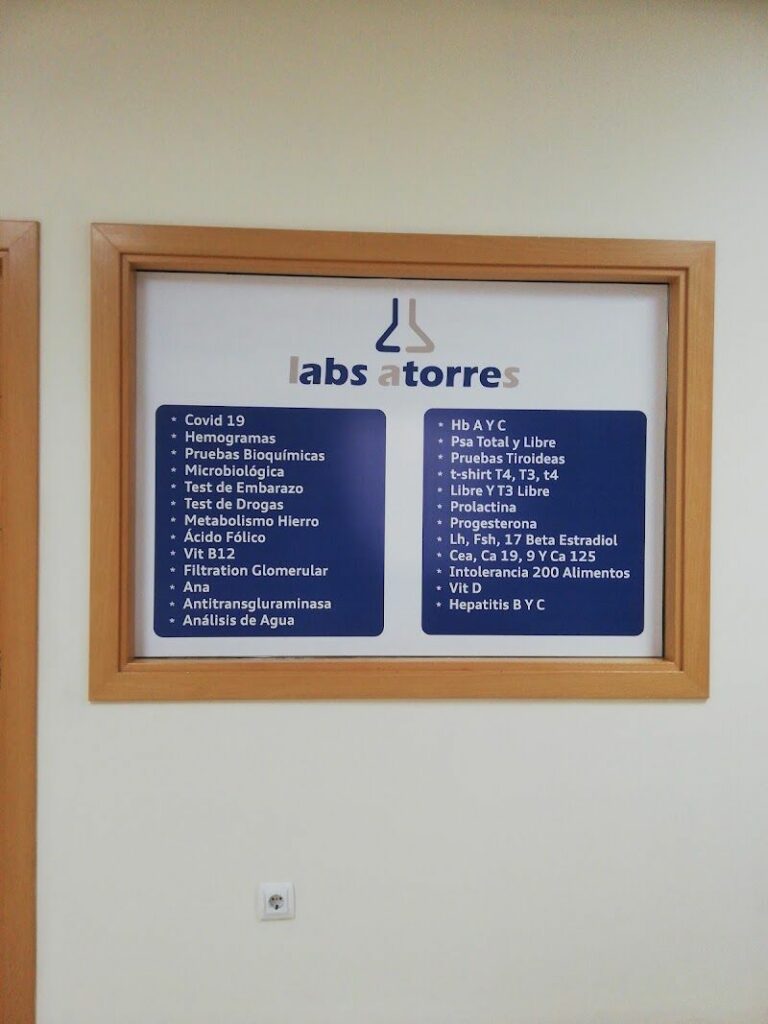 labs atorres
* Covid 19
* Hemogramas
* Pruebas Bioquímicas
* Microbiológica
* Test de Embarazo
* Test de Drogas
* Metabolismo Hierro
* Ácido Fólico
* Vit B12
* Filtration Glomerular
* Ana
* Antitransgluraminasa
* Análisis de Agua
* Hb A Y C
* Psa Total y Libre
* Pruebas Tiroideas
* t-shirt T4, T3, t4
* Libre Y T3 Libre
* Prolactina
* Progesterona
* Lh, Fsh, 17 Beta Estradiol
* Cea, Ca 19, 9 Y Ca 125
* Intolerancia 200 Alimentos
* Vit D
* Hepatitis B Y C